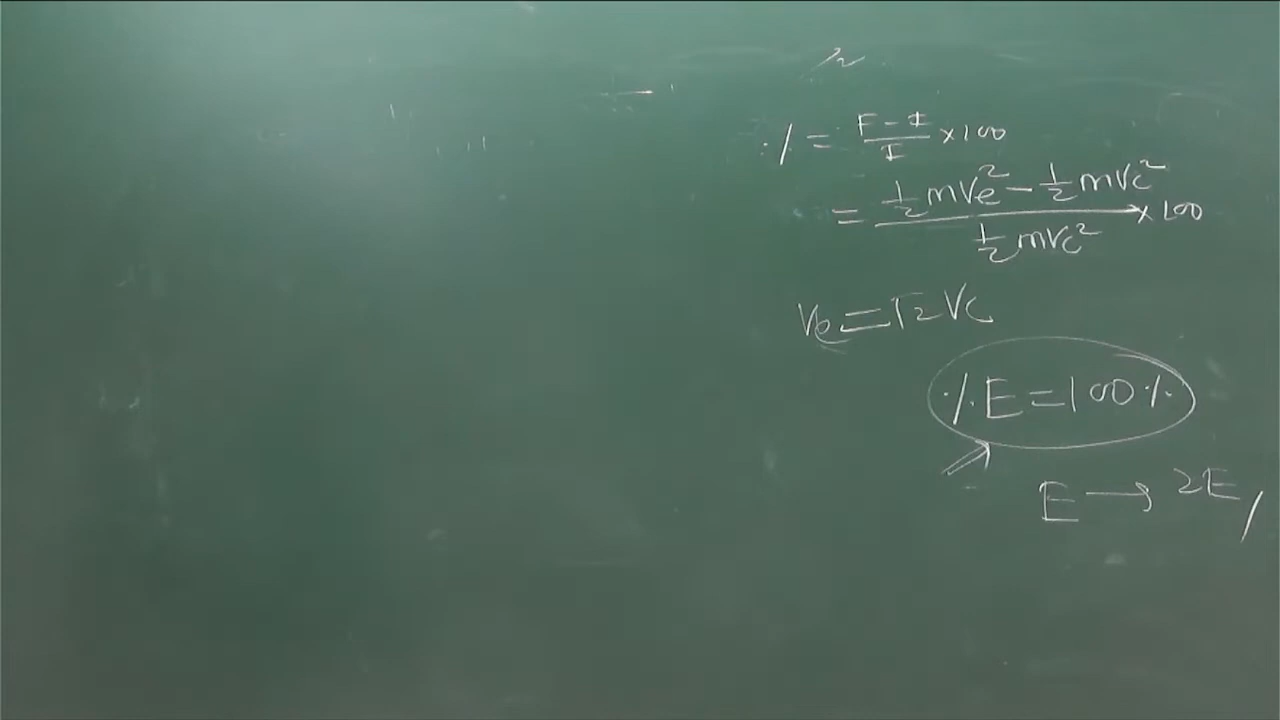 % = F - I / I × 100
= ½mVe² - ½mVc² / ½mVc² × 100
Ve = √2 Vc
% E = 100 %
E → 2E